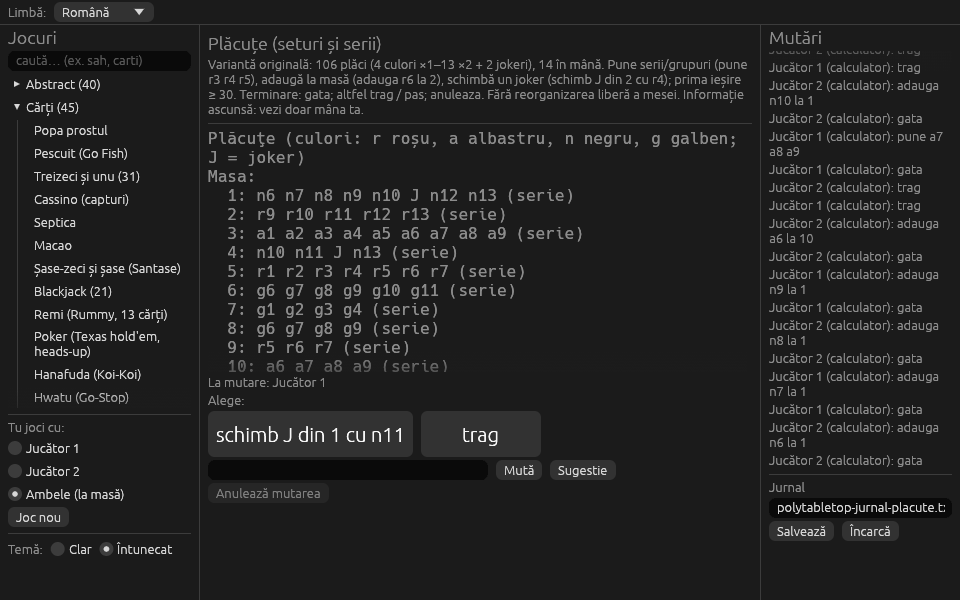 Limbă: Română
Jocuri
caută... (ex. sah, carti)
Abstract (40)
Cărți (45)
Popa prostul
Pescuit (Go Fish)
Treizeci și unu (31)
Cassino (capturi)
Septica
Macao
Șase-zeci și șase (Santase)
Blackjack (21)
Remi (Rummy, 13 cărți)
Poker (Texas hold'em,
heads-up)
Hanafuda (Koi-Koi)
Hwatu (Go-Stop)
Tu joci cu:
Jucător 1
Jucător 2
Ambele (la masă)
Joc nou
Temă: Clar Întunecat
Plăcuțe (seturi și serii)
Variantă originală: 106 plăci (4 culori ×1–13 ×2 + 2 jokeri), 14 în mână. Pune serii/grupuri (pune
r3 r4 r5), adaugă la masă (adauga r6 la 2), schimbă un joker (schimb J din 2 cu r4); prima ieșire
≥ 30. Terminare: gata; altfel trag / pas; anuleaza. Fără reorganizarea liberă a mesei. Informație
ascunsă: vezi doar mâna ta.
Plăcuțe (culori: r roșu, a albastru, n negru, g galben;
J = joker)
Masa:
1: n6 n7 n8 n9 n10 J n12 n13 (serie)
2: r9 r10 r11 r12 r13 (serie)
3: a1 a2 a3 a4 a5 a6 a7 a8 a9 (serie)
4: n10 n11 J n13 (serie)
5: r1 r2 r3 r4 r5 r6 r7 (serie)
6: g6 g7 g8 g9 g10 g11 (serie)
7: g1 g2 g3 g4 (serie)
8: g6 g7 g8 g9 (serie)
9: r5 r6 r7 (serie)
10: a6 a7 a8 a9 (serie)
La mutare: Jucător 1
Alege:
schimb J din 1 cu n11 trag
Mută Sugestie
Anulează mutarea
Mutări
Jucător 2 (calculator): trag
Jucător 1 (calculator): trag
Jucător 2 (calculator): adauga
n10 la 1
Jucător 2 (calculator): gata
Jucător 1 (calculator): pune a7
a8 a9
Jucător 1 (calculator): gata
Jucător 2 (calculator): trag
Jucător 1 (calculator): trag
Jucător 2 (calculator): adauga
a6 la 10
Jucător 2 (calculator): gata
Jucător 1 (calculator): adauga
n9 la 1
Jucător 1 (calculator): gata
Jucător 2 (calculator): adauga
n8 la 1
Jucător 2 (calculator): gata
Jucător 1 (calculator): adauga
n7 la 1
Jucător 1 (calculator): gata
Jucător 2 (calculator): adauga
n6 la 1
Jucător 2 (calculator): gata
Jurnal
polytabletop-jurnal-placute.t
Salvează Încarcă